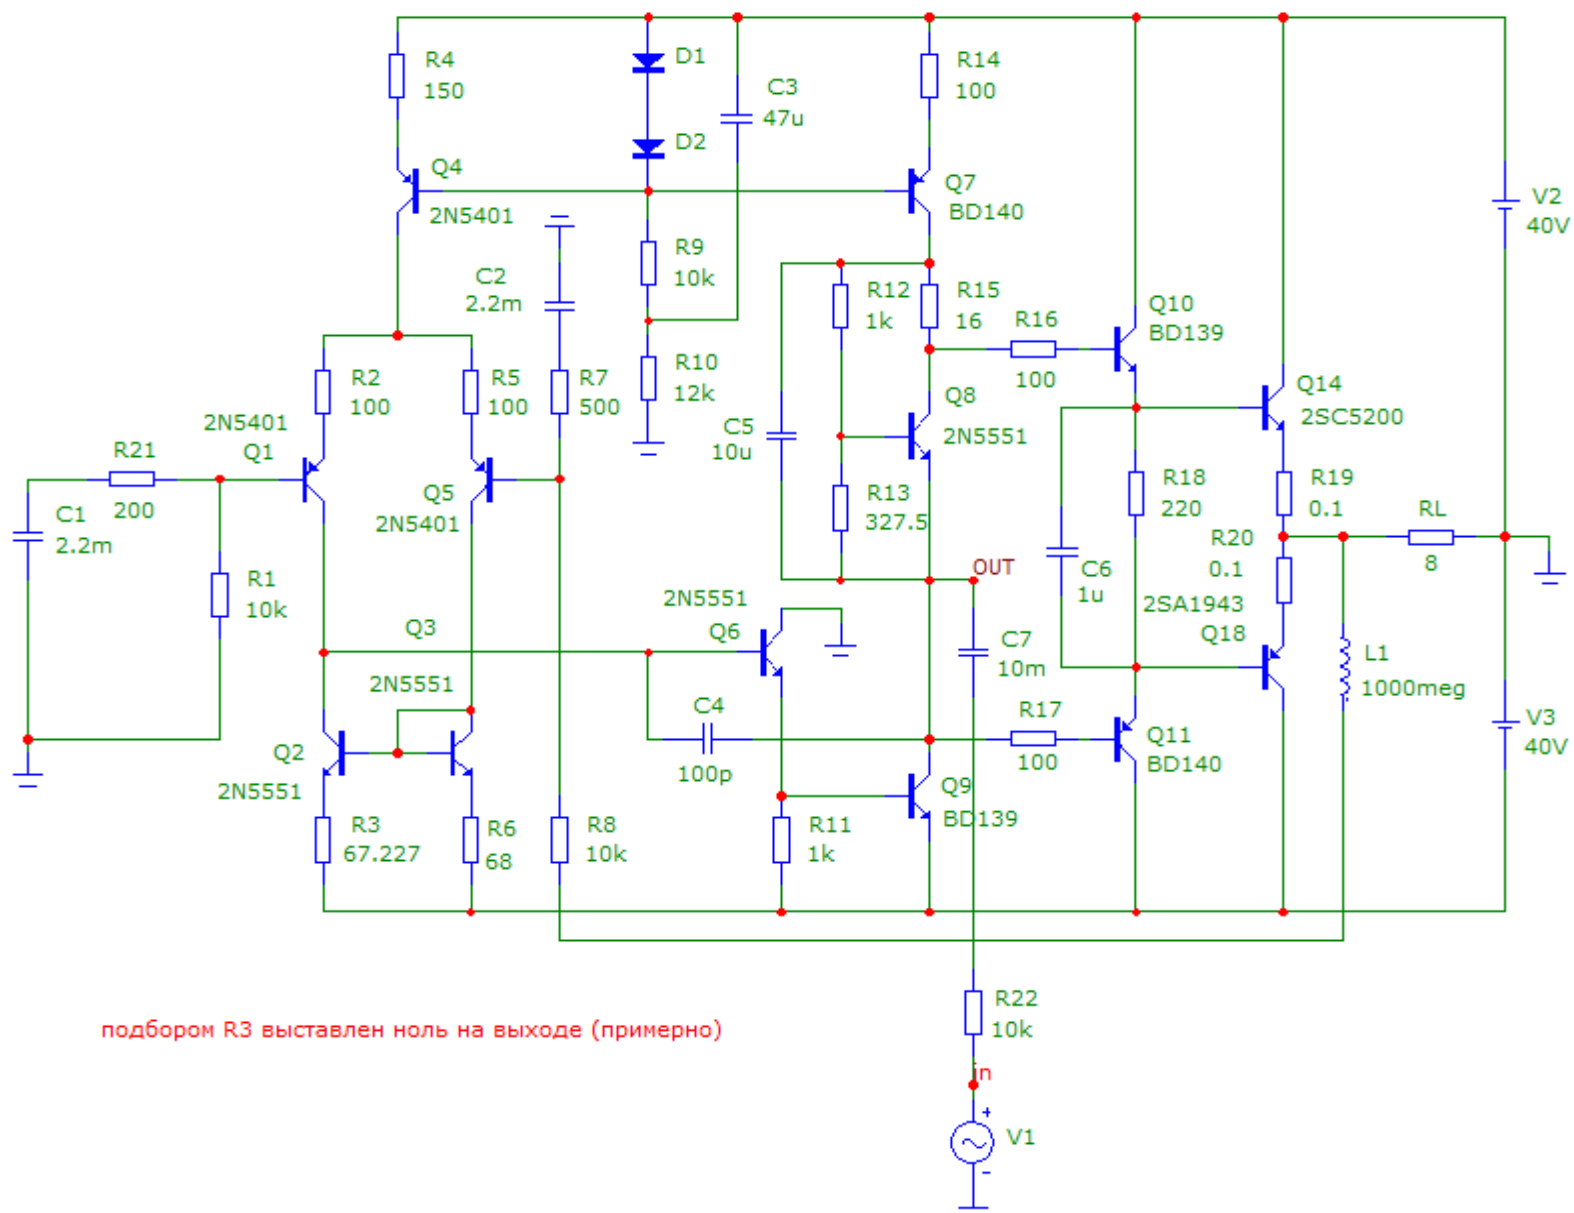 R4
150
D1
C3
47u
R14
100
D2
Q4
2N5401
Q7
BD140
V2
40V
C2
2.2m
R9
10k
R12
1k
R15
16
Q10
BD139
R16
100
R2
100
R5
100
R7
500
R10
12k
Q14
2SC5200
2N5401
Q1
C5
10u
Q8
2N5551
R21
200
Q5
2N5401
R18
220
R19
0.1
RL
8
C1
2.2m
R13
327.5
R20
0.1
R1
10k
OUT
C6
1u
2N5551
Q6
2SA1943
Q18
Q3
C7
10m
L1
1000meg
2N5551
C4
100p
R17
100
Q11
BD140
V3
40V
Q2
2N5551
Q9
BD139
R3
67.227
R6
68
R8
10k
R11
1k
R22
10k
подбором R3 выставлен ноль на выходе (примерно)
in
+
V1
-